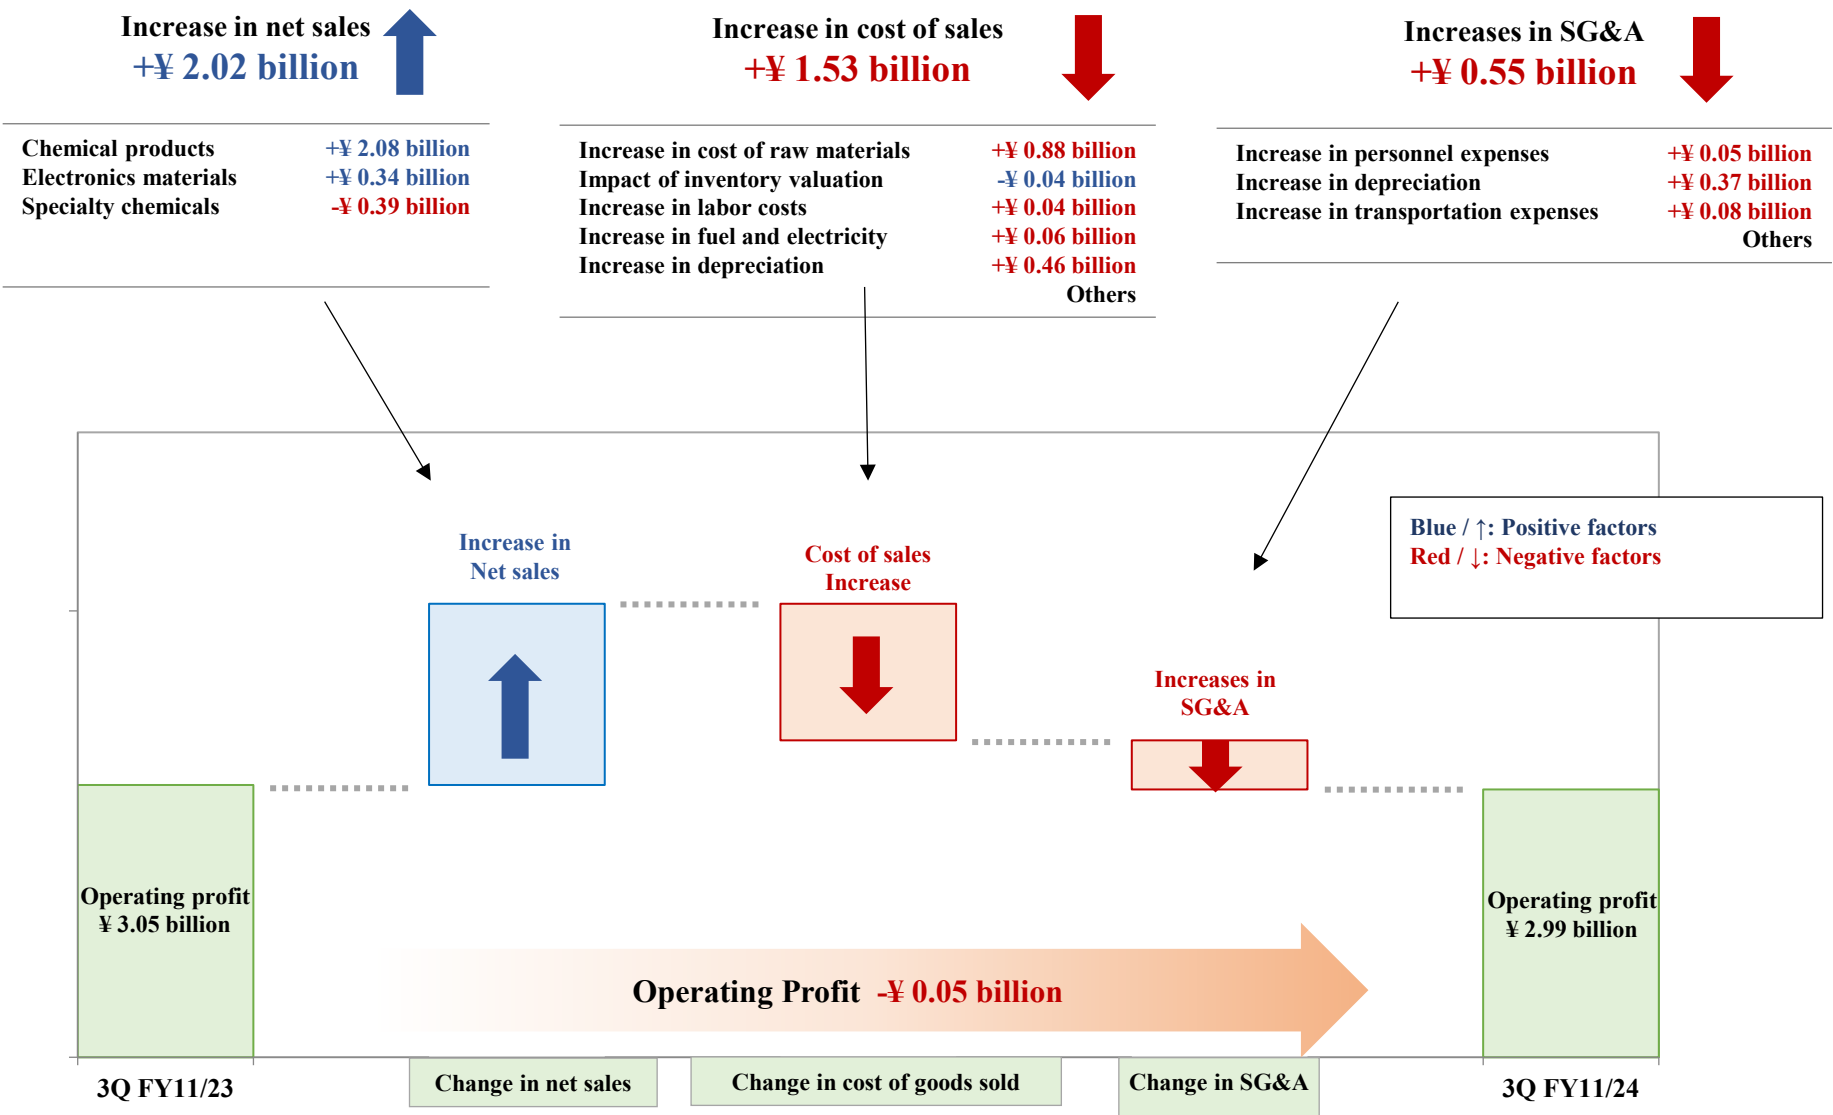 Increase in net sales
+¥ 2.02 billion
Chemical products +¥ 2.08 billion
Electronics materials +¥ 0.34 billion
Specialty chemicals -¥ 0.39 billion
Increase in cost of sales
+¥ 1.53 billion
Increase in cost of raw materials +¥ 0.88 billion
Impact of inventory valuation -¥ 0.04 billion
Increase in labor costs +¥ 0.04 billion
Increase in fuel and electricity +¥ 0.06 billion
Increase in depreciation +¥ 0.46 billion
Others
Increases in SG&A
+¥ 0.55 billion
Increase in personnel expenses +¥ 0.05 billion
Increase in depreciation +¥ 0.37 billion
Increase in transportation expenses +¥ 0.08 billion
Others
Blue / ↑: Positive factors
Red / ↓: Negative factors
Increase in
Net sales
Cost of sales
Increase
Increases in
SG&A
Operating profit
¥ 3.05 billion
Operating profit
¥ 2.99 billion
Operating Profit -¥ 0.05 billion
3Q FY11/23
Change in net sales
Change in cost of goods sold
Change in SG&A
3Q FY11/24